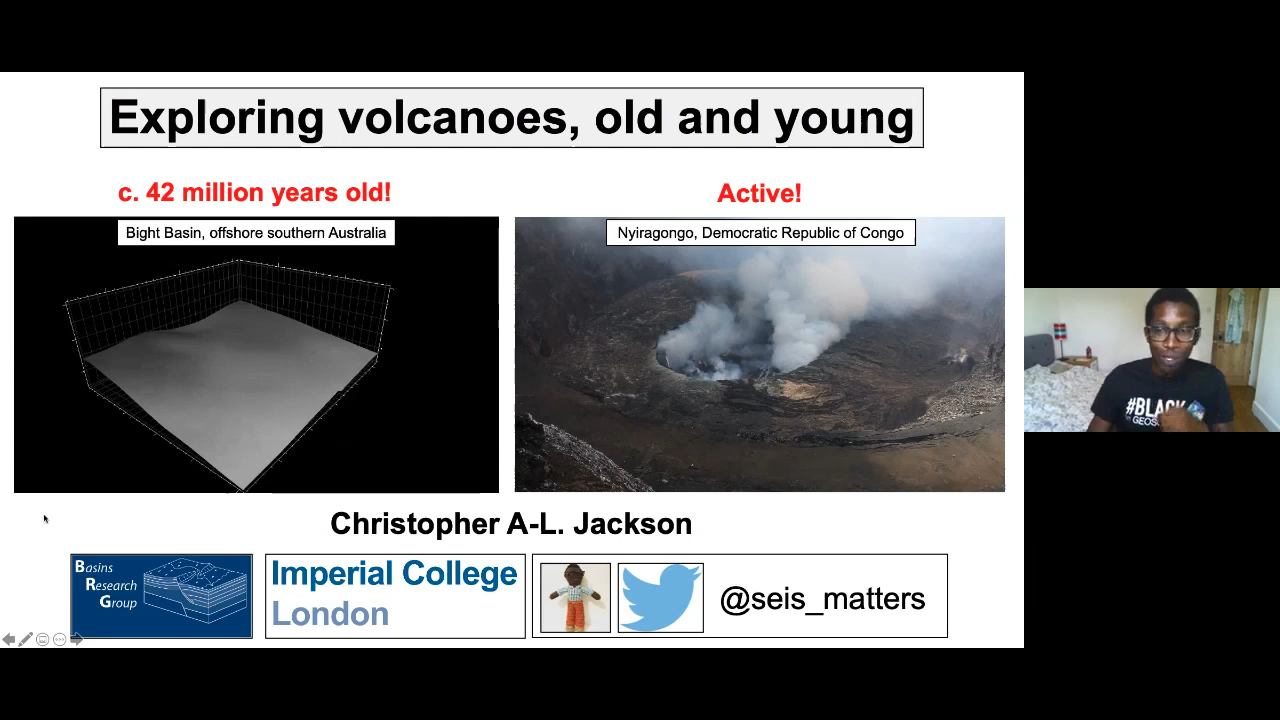 Exploring volcanoes, old and young
c. 42 million years old!
Active!
Bight Basin, offshore southern Australia
Nyiragongo, Democratic Republic of Congo
#BLACK
Christopher A-L. Jackson
Basins
Research
Group
Imperial College
London
@seis_matters